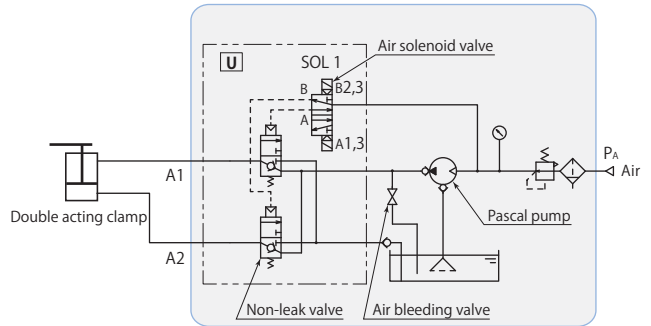 Air solenoid valve
U
SOL 1
B
B2,3
A
A1,3
PA
Air
A1
Double acting clamp
Pascal pump
A2
Non-leak valve
Air bleeding valve